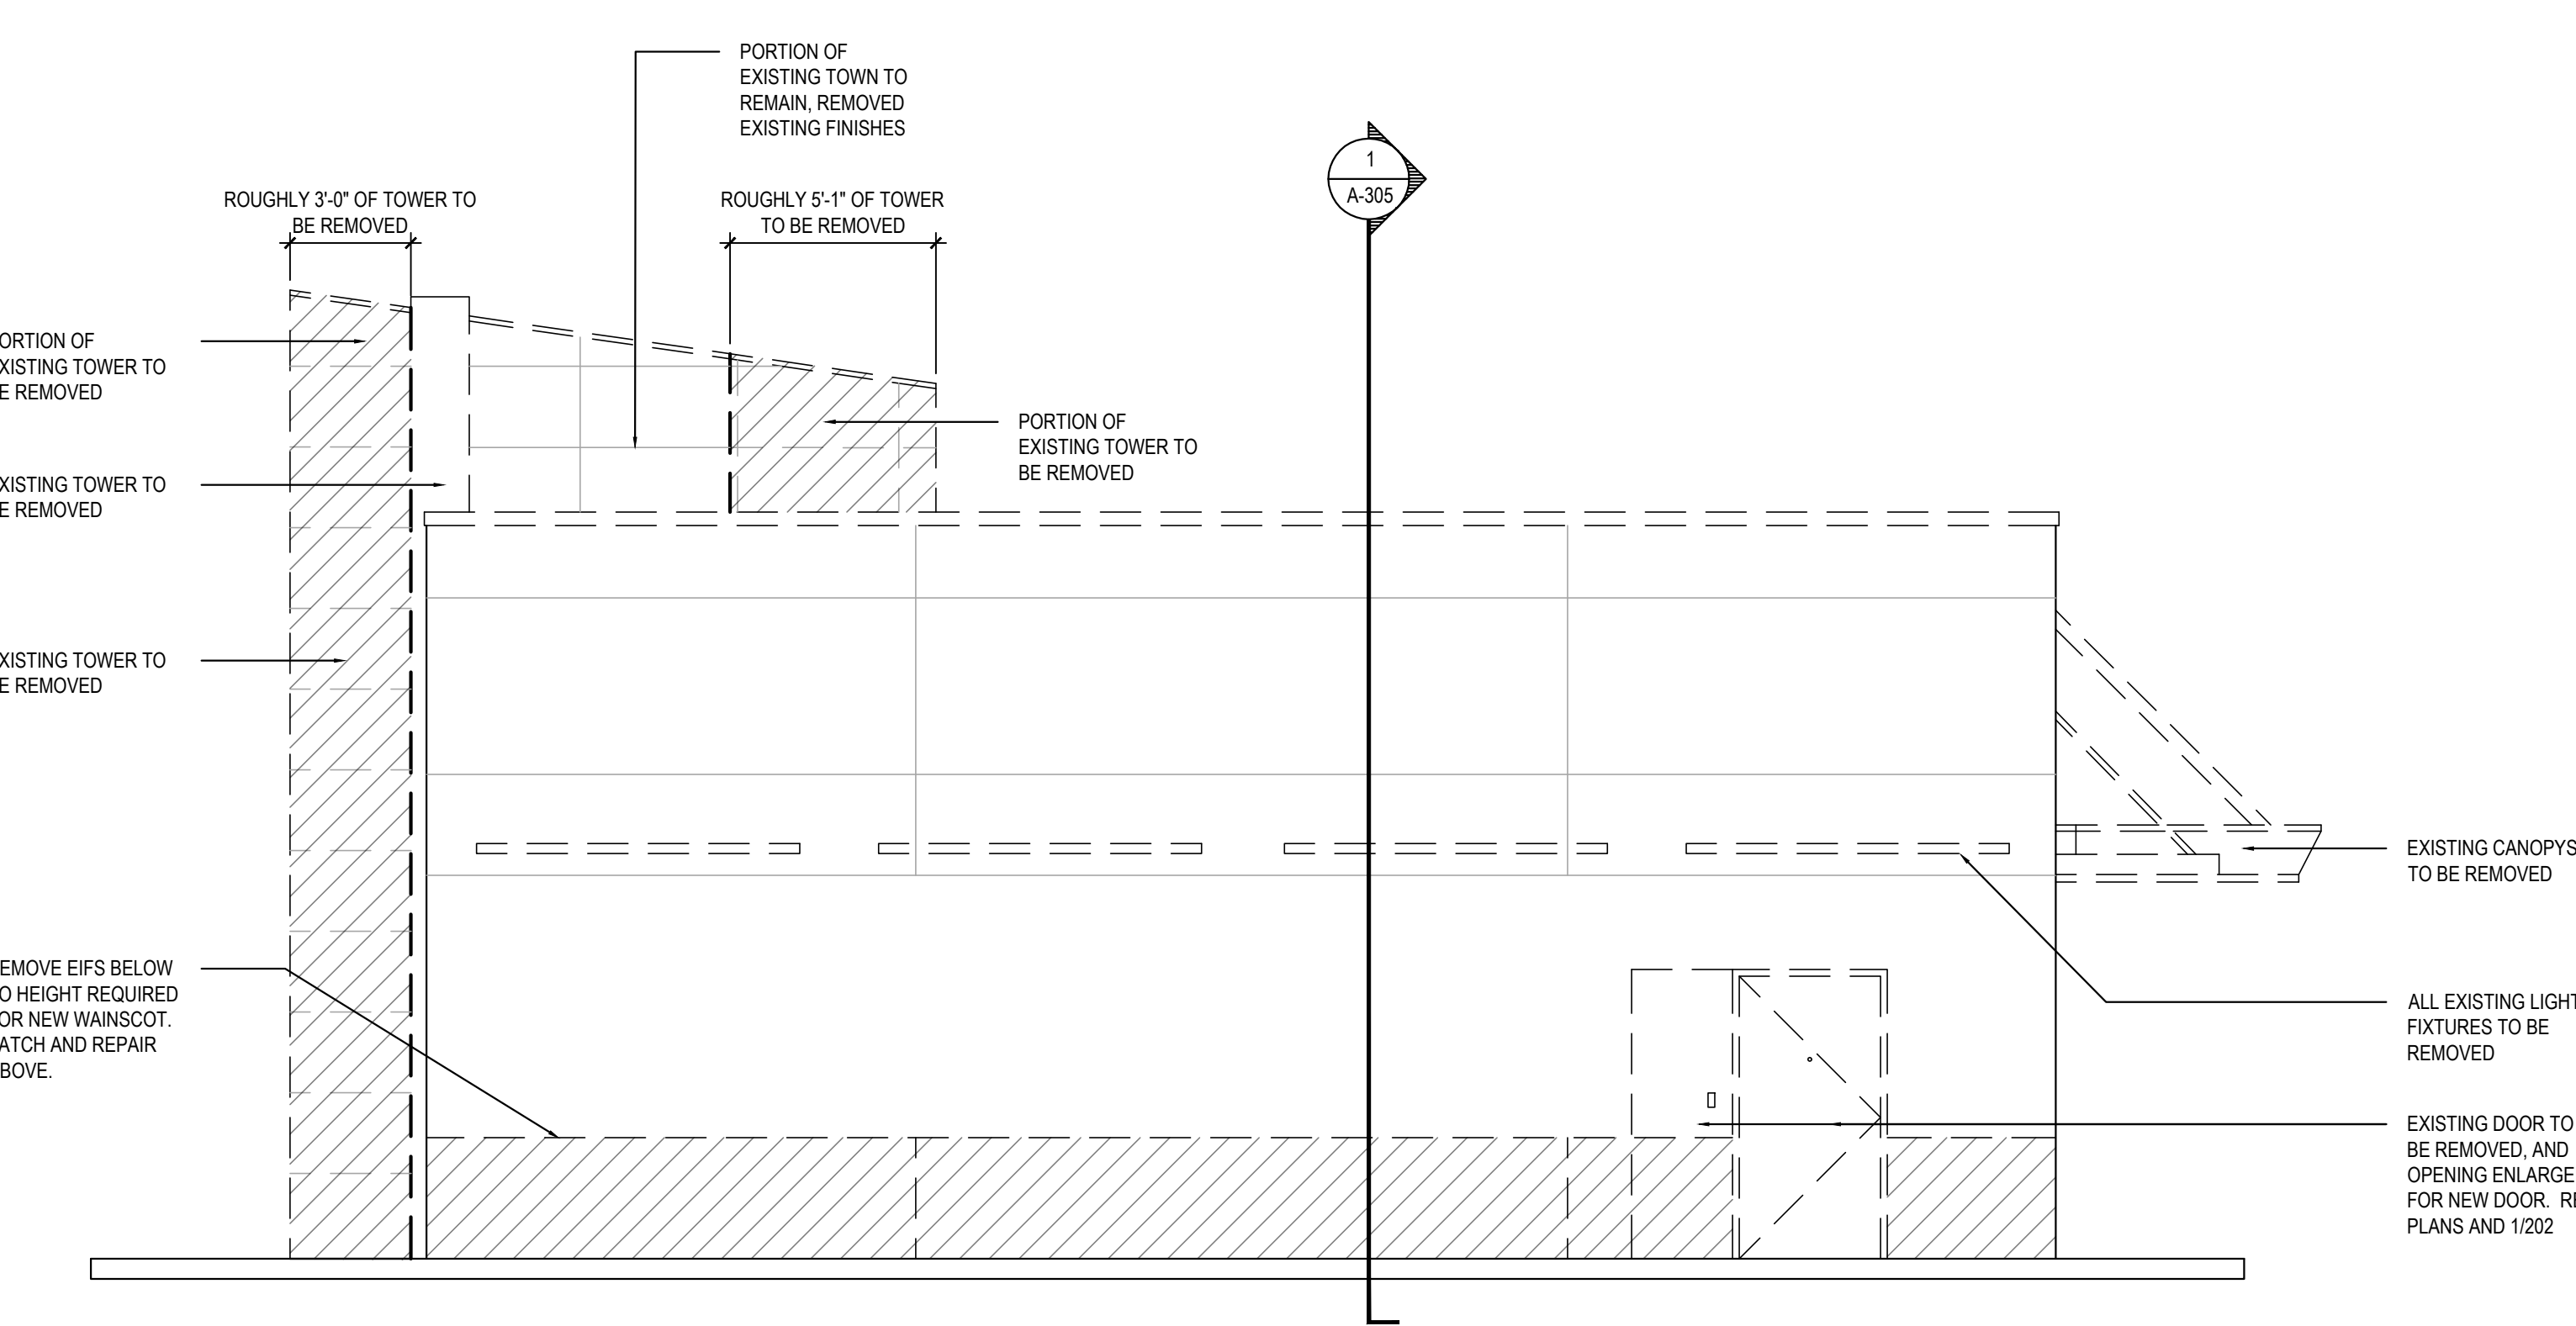 PORTION OF
EXISTING TOWN TO
REMAIN, REMOVED
EXISTING FINISHES
1
A-305
ROUGHLY 3'-0" OF TOWER TO
BE REMOVED
ROUGHLY 5'-1" OF TOWER
TO BE REMOVED
ORTION OF
XISTING TOWER TO
E REMOVED
PORTION OF
EXISTING TOWER TO
BE REMOVED
XISTING TOWER TO
E REMOVED
XISTING TOWER TO
E REMOVED
EXISTING CANOPYS
TO BE REMOVED
EMOVE EIFS BELOW
O HEIGHT REQUIRED
OR NEW WAINSCOT.
ATCH AND REPAIR
BOVE.
ALL EXISTING LIGHT
FIXTURES TO BE
REMOVED
EXISTING DOOR TO
BE REMOVED, AND
OPENING ENLARGE
FOR NEW DOOR. RE
PLANS AND 1/202